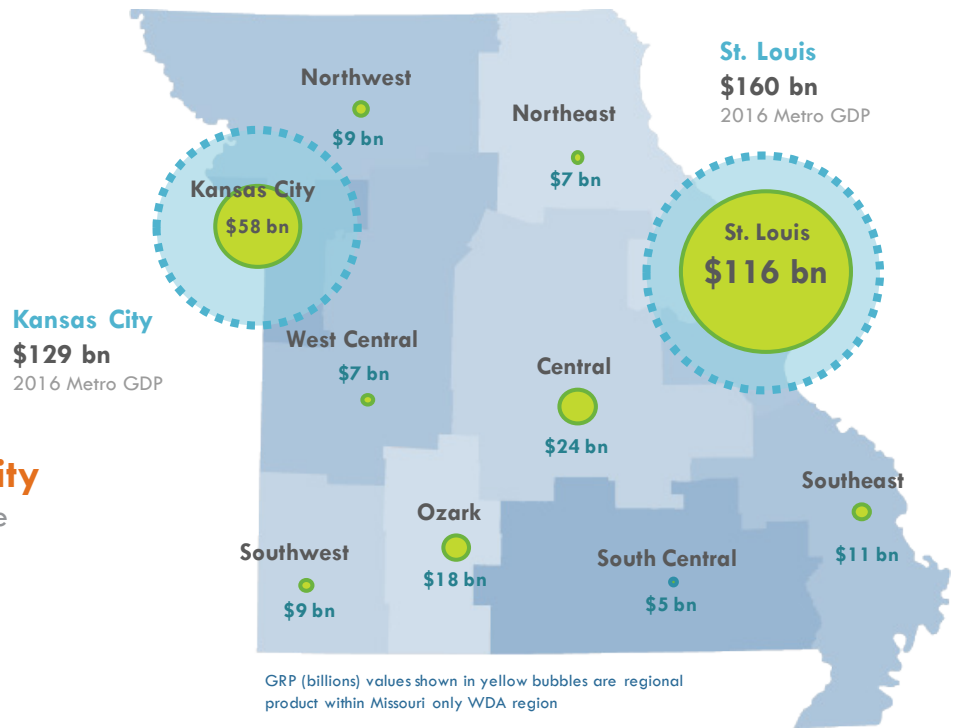 St. Louis
$160 bn
2016 Metro GDP
Northwest
$9 bn
Northeast
$7 bn
Kansas City
$58 bn
St. Louis
$116 bn
Kansas City
$129 bn
2016 Metro GDP
West Central
$7 bn
Central
$24 bn
ity
e
Southeast
$11 bn
Ozark
$18 bn
Southwest
$9 bn
South Central
$5 bn
GRP (billions) values shown in yellow bubbles are regional
product within Missouri only WDA region